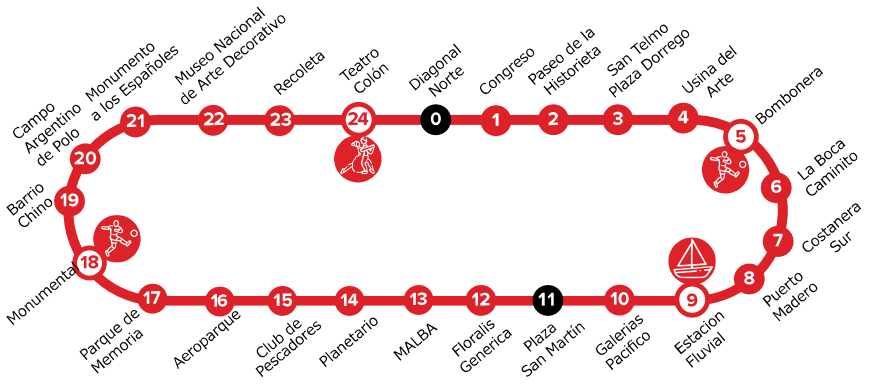 Campo
Argentino
de Polo
Monumento
a los Españoles
Museo Nacional
de Arte Decorativo
Recoleta
Teatro
Colón
Diagonal
Norte
Congreso
Paseo de la
Historieta
San Telmo
Plaza Dorrego
Usina del
Arte
Bombonera
21
22
23
24
0
1
2
3
4
5
20
6
La Boca
Caminito
Barrio
Chino
19
7
Costanera
Sur
18
Monumental
8
Puerto
Madero
17
16
15
14
13
12
11
10
9
Parque de
Memoria
Aeroparque
Club de
Pescadores
Planetario
MALBA
Floralis
Generica
Plaza
San Martín
Galerias
Pacifico
Estacion
Fluvial